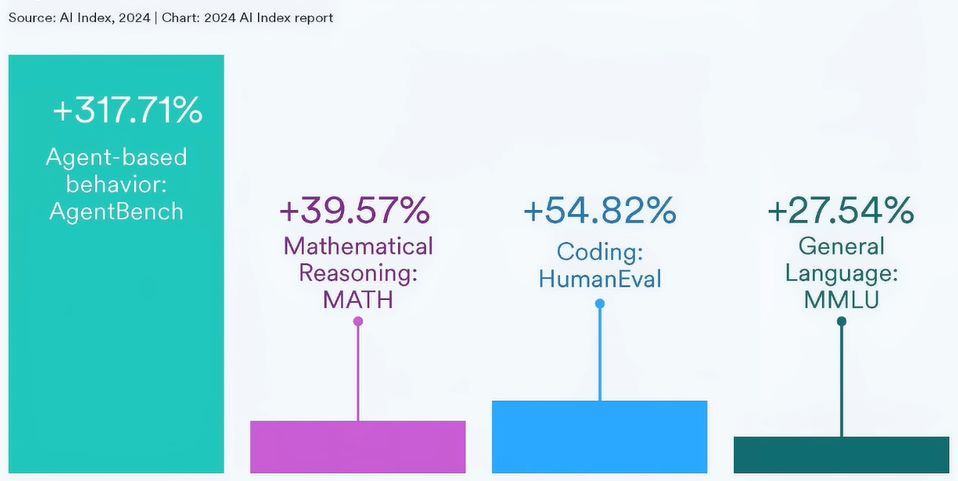 Source: AI Index, 2024 | Chart: 2024 AI Index report
+317.71%
Agent-based
behavior:
AgentBench
+39.57%
Mathematical
Reasoning:
MATH
+54.82%
Coding:
HumanEval
+27.54%
General
Language:
MMLU